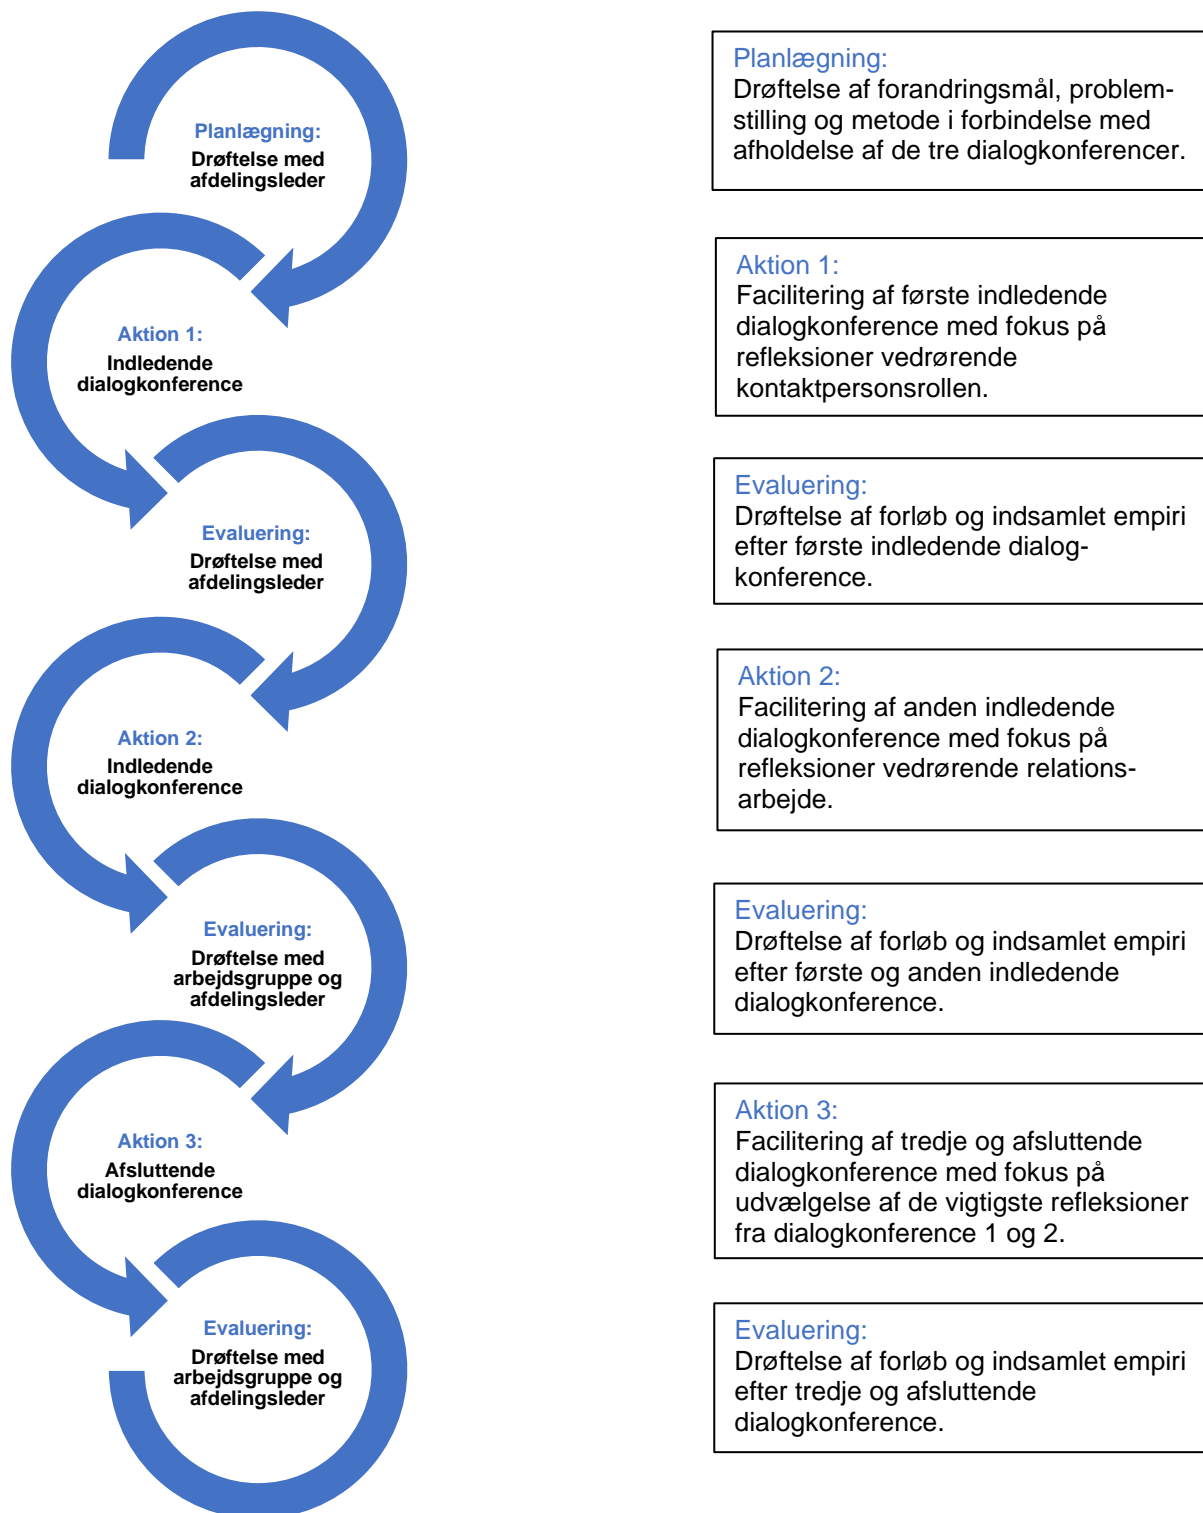 Planlægning:
Drøftelse med
afdelingsleder
Planlægning:
Drøftelse af forandringsmål, problem-
stilling og metode i forbindelse med
afholdelse af de tre dialogkonferencer.
Aktion 1:
Indledende
dialogkonference
Aktion 1:
Facilitering af første indledende
dialogkonference med fokus på
refleksioner vedrørende
kontaktpersonsrollen.
Evaluering:
Drøftelse med
afdelingsleder
Evaluering:
Drøftelse af forløb og indsamlet empiri
efter første indledende dialog-
konference.
Aktion 2:
Indledende
dialogkonference
Aktion 2:
Facilitering af anden indledende
dialogkonference med fokus på
refleksioner vedrørende relations-
arbejde.
Evaluering:
Drøftelse med
arbejdsgruppe og
afdelingsleder
Evaluering:
Drøftelse af forløb og indsamlet empiri
efter første og anden indledende
dialogkonference.
Aktion 3:
Afsluttende
dialogkonference
Aktion 3:
Facilitering af tredje og afsluttende
dialogkonference med fokus på
udvælgelse af de vigtigste refleksioner
fra dialogkonference 1 og 2.
Evaluering:
Drøftelse med
arbejdsgruppe og
afdelingsleder
Evaluering:
Drøftelse af forløb og indsamlet empiri
efter tredje og afsluttende
dialogkonference.